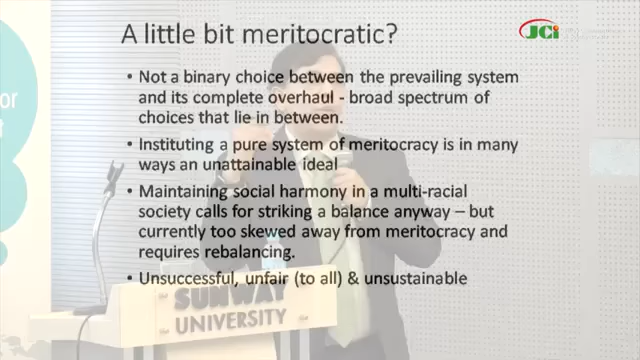 A little bit meritocratic?
JCi
• Not a binary choice between the prevailing system
and its complete overhaul - broad spectrum of
choices that lie in between.
• Instituting a pure system of meritocracy is in many
ways an unattainable ideal
• Maintaining social harmony in a multi-racial
society calls for striking a balance anyway – but
currently too skewed away from meritocracy and
requires rebalancing.
• Unsuccessful, unfair (to all) & unsustainable
or
t
SUNWAY
UNIVERSITY